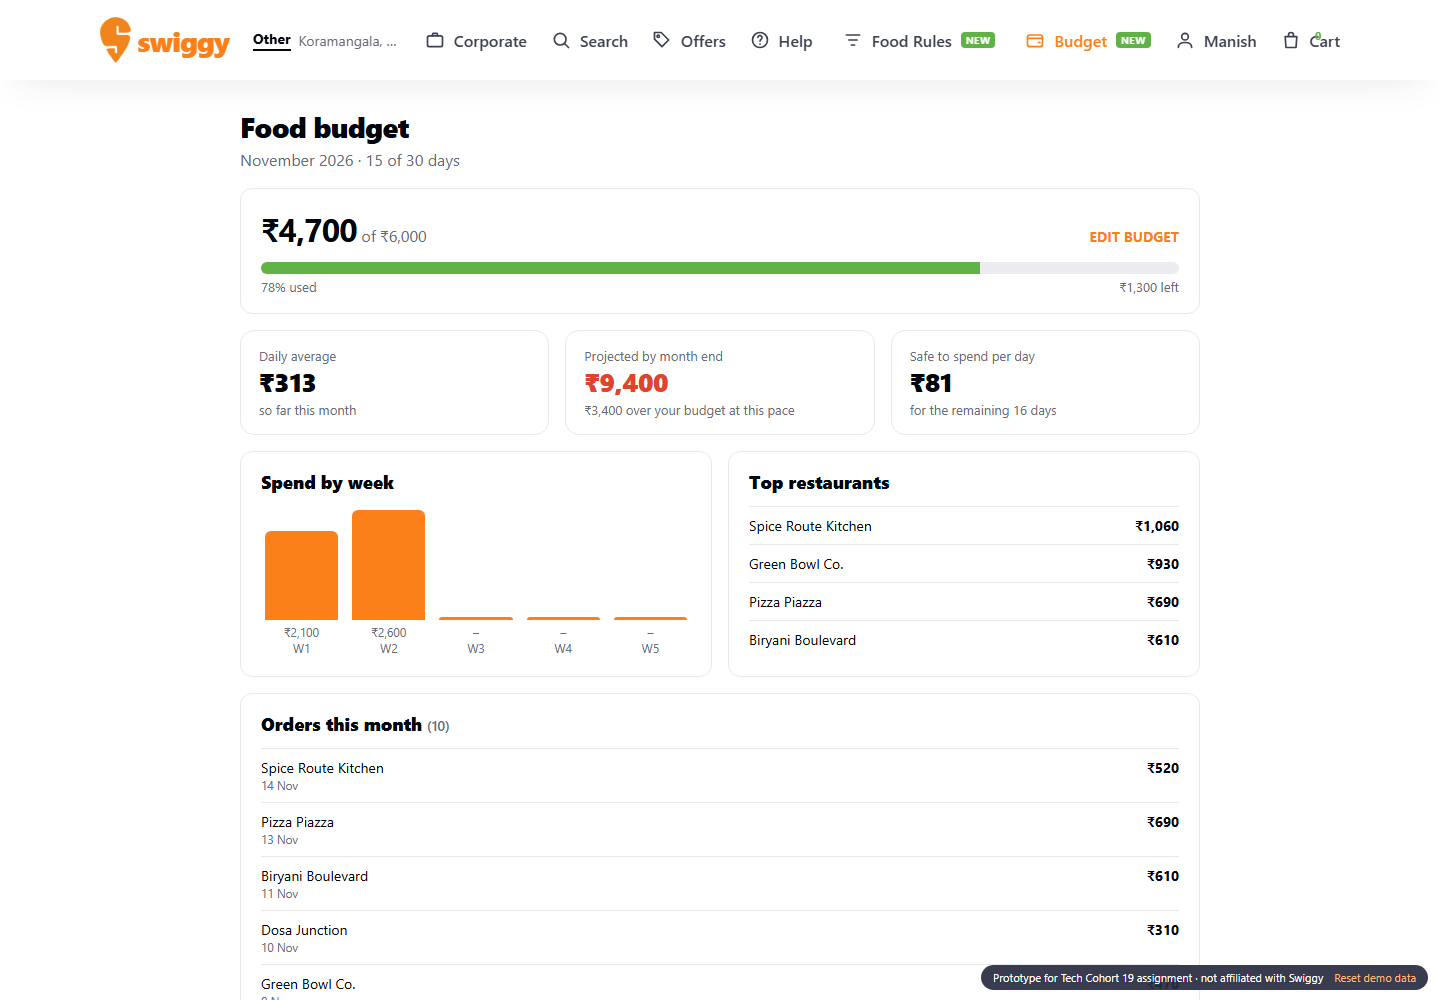 swiggy
Other Koramangala, ...
Corporate
Search
Offers
Help
Food Rules NEW
Budget NEW
Manish
Cart
0
Food budget
November 2026 · 15 of 30 days
₹4,700 of ₹6,000
EDIT BUDGET
78% used
₹1,300 left
Daily average
₹313
so far this month
Projected by month end
₹9,400
₹3,400 over your budget at this pace
Safe to spend per day
₹81
for the remaining 16 days
Spend by week
₹2,100 ₹2,600 – – –
W1 W2 W3 W4 W5
Top restaurants
Spice Route Kitchen ₹1,060
Green Bowl Co. ₹930
Pizza Piazza ₹690
Biryani Boulevard ₹610
Orders this month (10)
Spice Route Kitchen ₹520
14 Nov
Pizza Piazza ₹690
13 Nov
Biryani Boulevard ₹610
11 Nov
Dosa Junction ₹310
10 Nov
Green Bowl Co.
Prototype for Tech Cohort 19 assignment · not affiliated with Swiggy Reset demo data